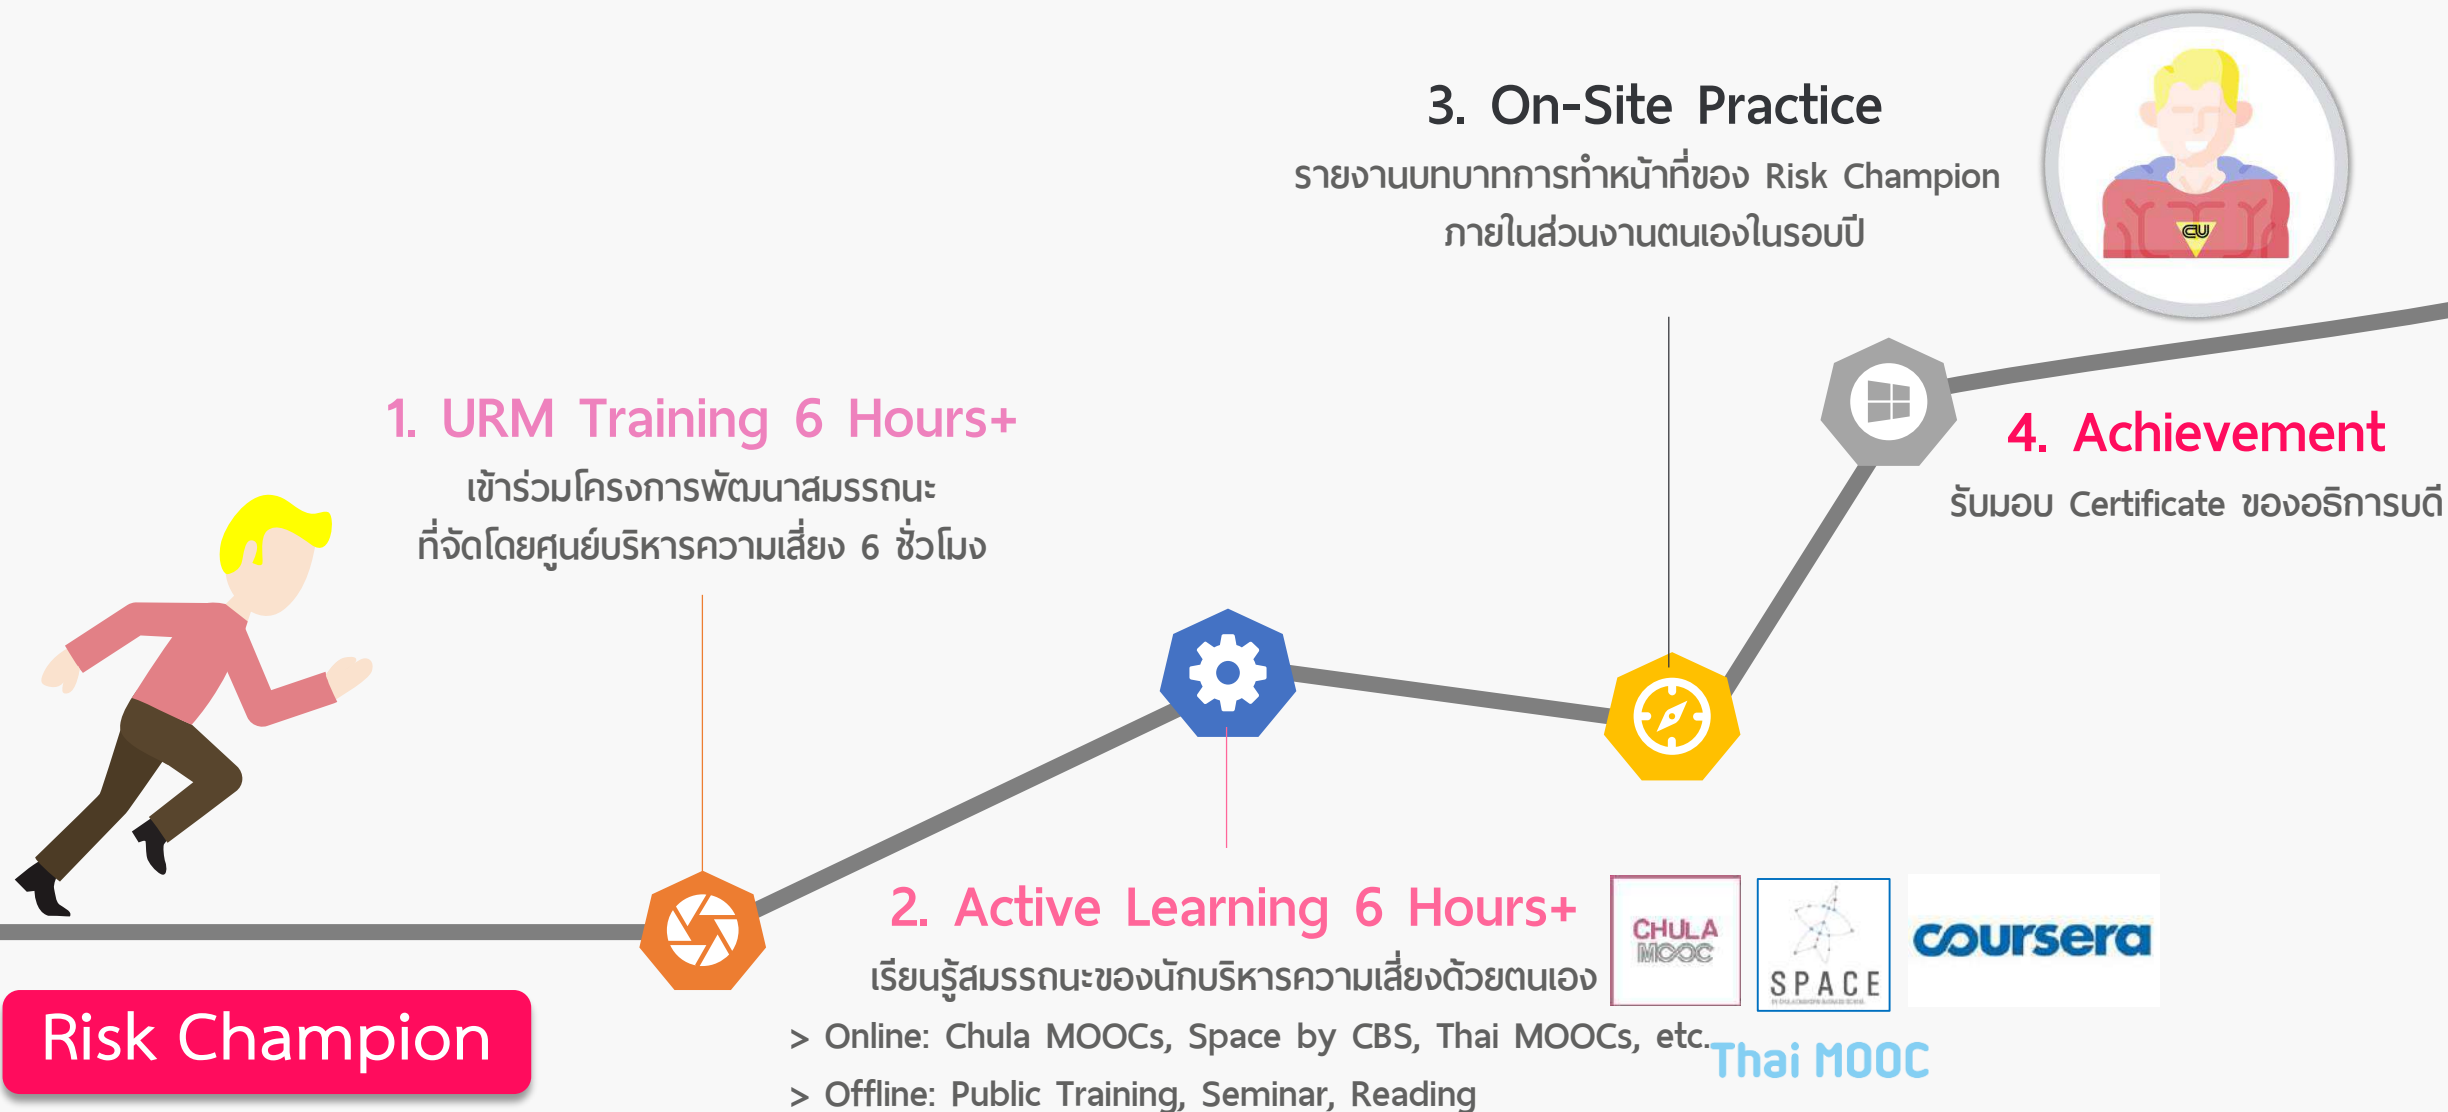 3. On-Site Practice
รายงานบทบาทการทำหน้าที่ของ Risk Champion
ภายในส่วนงานตนเองในรอบปี
CU
1. URM Training 6 Hours+
เข้าร่วมโครงการพัฒนาสมรรถนะ
ที่จัดโดยศูนย์บริหารความเสี่ยง 6 ชั่วโมง
4. Achievement
รับมอบ Certificate ของอธิการบดี
2. Active Learning 6 Hours+
เรียนรู้สมรรถนะของนักบริหารความเสี่ยงด้วยตนเอง
> Online: Chula MOOCs, Space by CBS, Thai MOOCs, etc.
> Offline: Public Training, Seminar, Reading
CHULA
MOOC
SPACE
coursera
Thai MOOC
Risk Champion